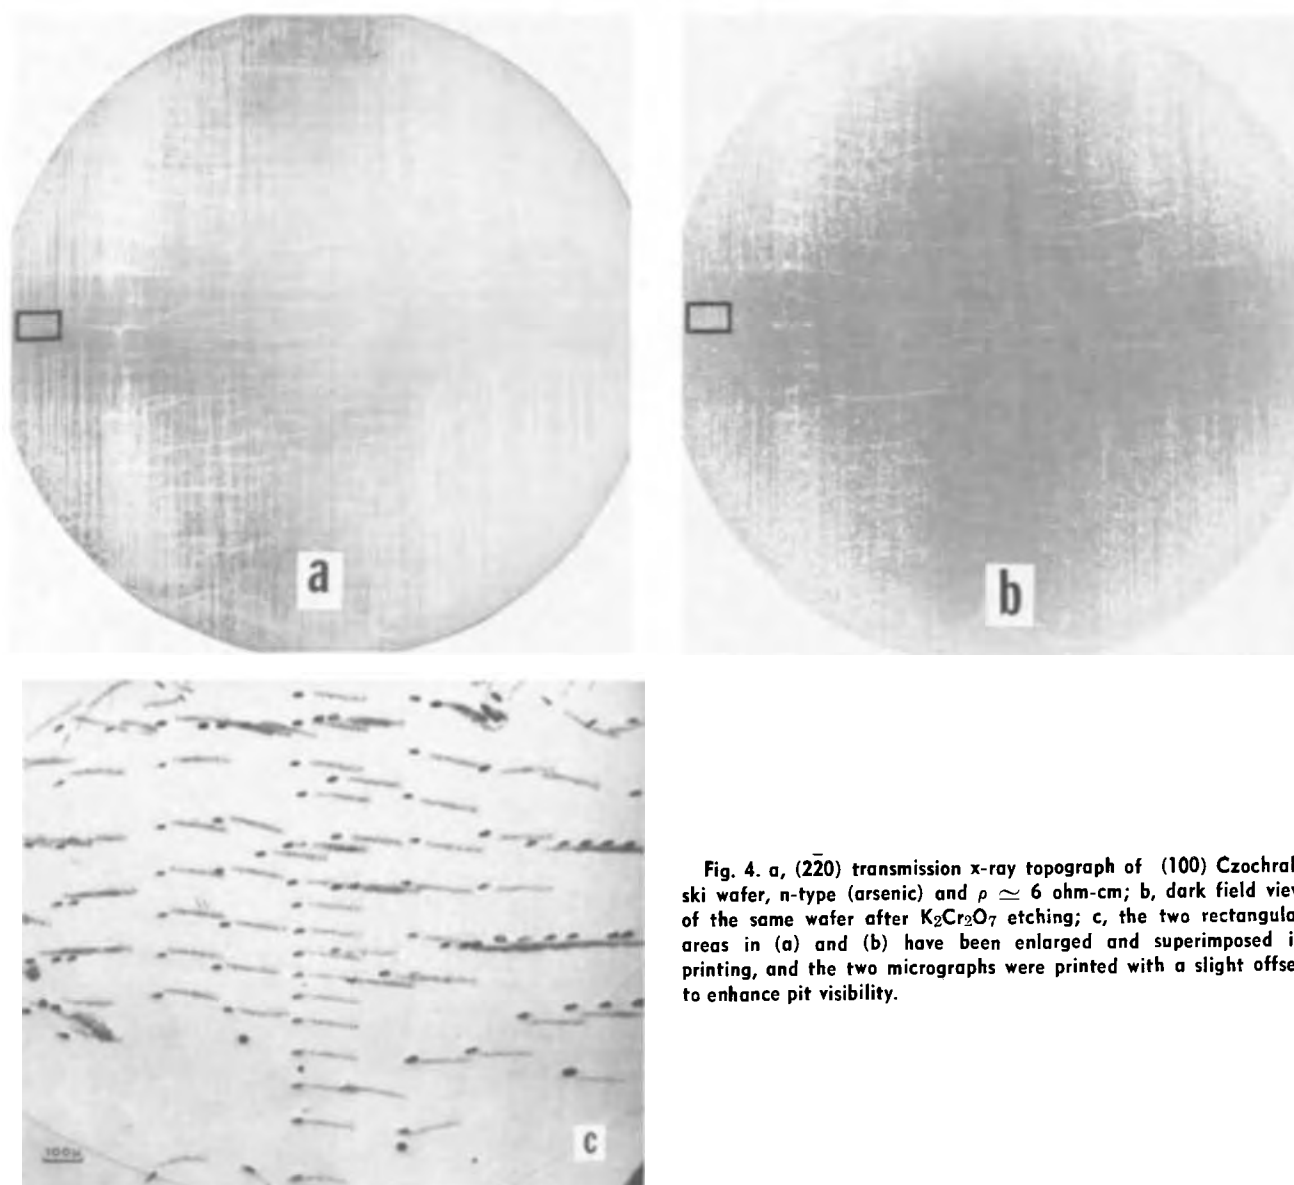 a
b
100μ
c
Fig. 4. a, (22̅0) transmission x-ray topograph of (100) Czochral
ski wafer, n-type (arsenic) and ρ ≃ 6 ohm-cm; b, dark field vie
of the same wafer after K₂Cr₂O₇ etching; c, the two rectangula
areas in (a) and (b) have been enlarged and superimposed i
printing, and the two micrographs were printed with a slight offse
to enhance pit visibility.